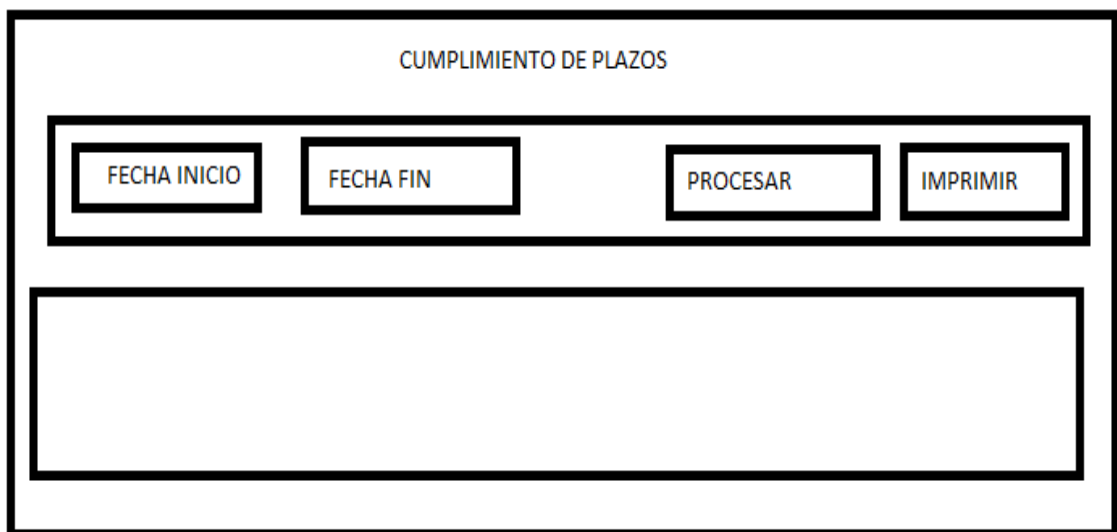 CUMPLIMIENTO DE PLAZOS
FECHA INICIO
FECHA FIN
PROCESAR
IMPRIMIR